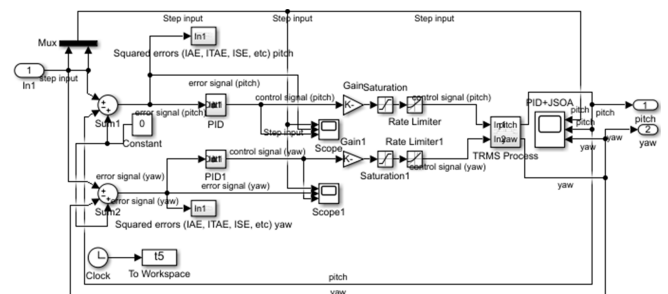 Step input
Step input
Step input
Mux
In1
Squared errors (IAE, ITAE, ISE, etc) pitch
1
In1
step input
error signal (pitch)
Gain
Saturation
PID+JSOA
control signal (pitch)
control signal (pitch)
K-
pitch
pitch
1
pitch
Sum1
error signal (pitch)
PID
0
Constant
Step input
Scope
Rate Limiter
2
yaw
Gain1
Rate Limiter1
In1
pitch
In2
yaw
TRMS Process
yaw
yaw
control signal (yaw)
K-
error signal (yaw)
PID1
Saturation1
control signal (yaw)
error signal (yaw)
error signal (yaw)
yaw
Sum2
In1
Scope1
Squared errors (IAE, ITAE, ISE, etc) yaw
t5
Clock
To Workspace
pitch
yaw